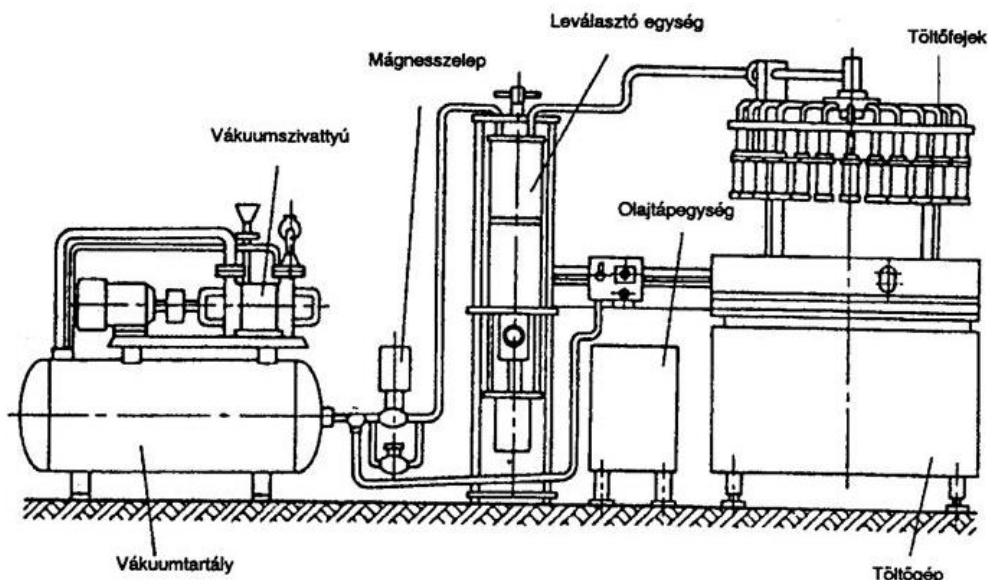 Leválasztó egység
Töltőfejek
Mágnesszelep
Vákuumszivattyú
Olajtápegység
Vákuumtartály
Töltőgép